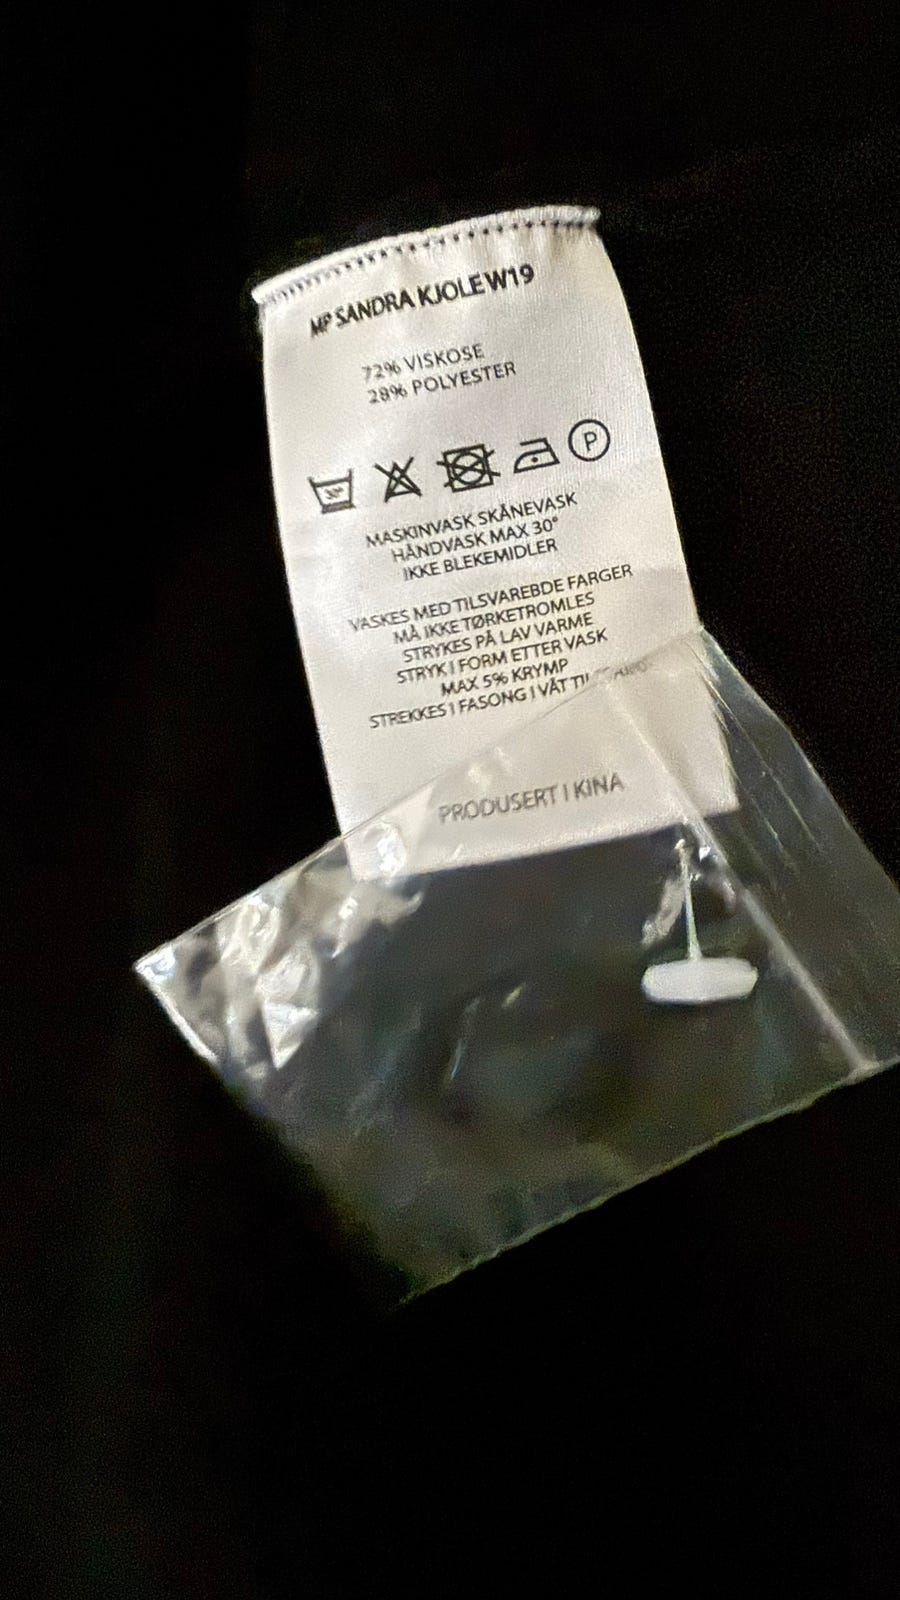 MP SANDRA KJOLE W19
72% VISKOSE
28% POLYESTER
30°
P
MASKINVASK SKÅNEVASK
HÅNDVASK MAX 30°
IKKE BLEKEMIDLER
VASKES MED TILSVAREBDE FARGER
MÅ IKKE TØRKETROMLES
STRYKES PÅ LAV VARME
STRYK I FORM ETTER VASK
MAX 5% KRYMP
STREKKES I FASONG I VÅT
PRODUSERT I KINA